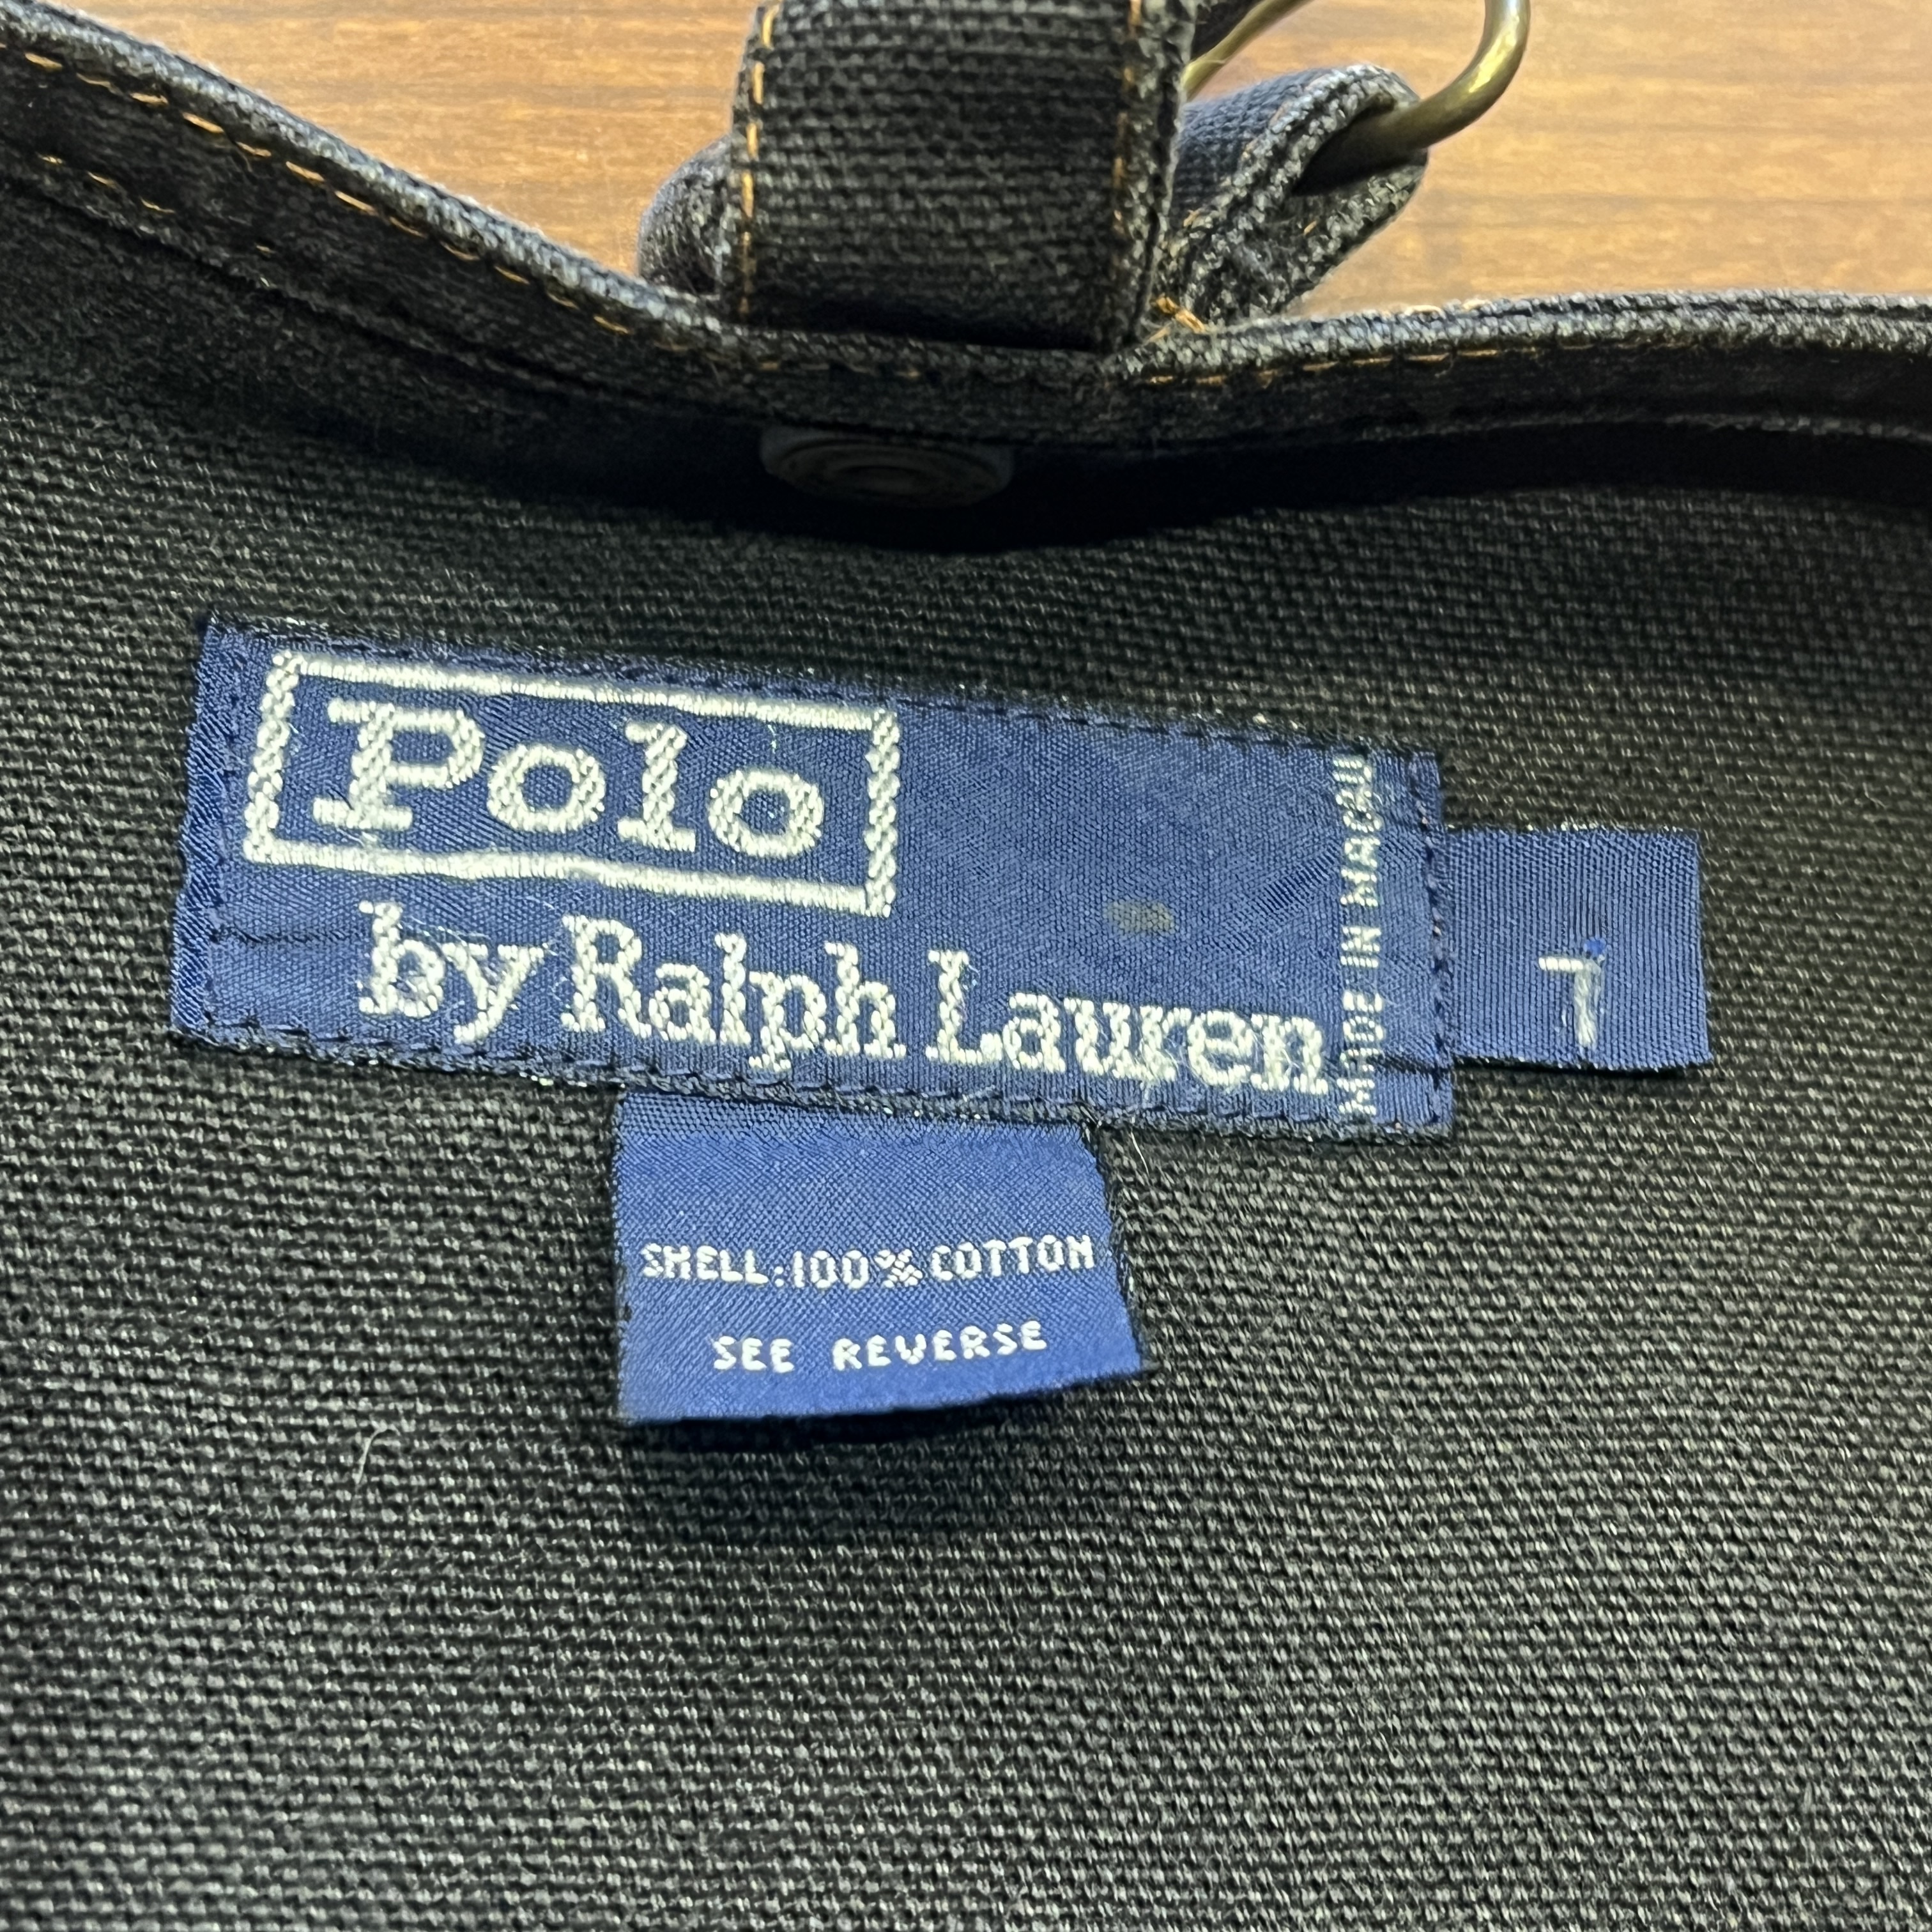 Polo
by Ralph Lauren
MADE IN MACAU
7
SHELL:100% COTTON
SEE REVERSE